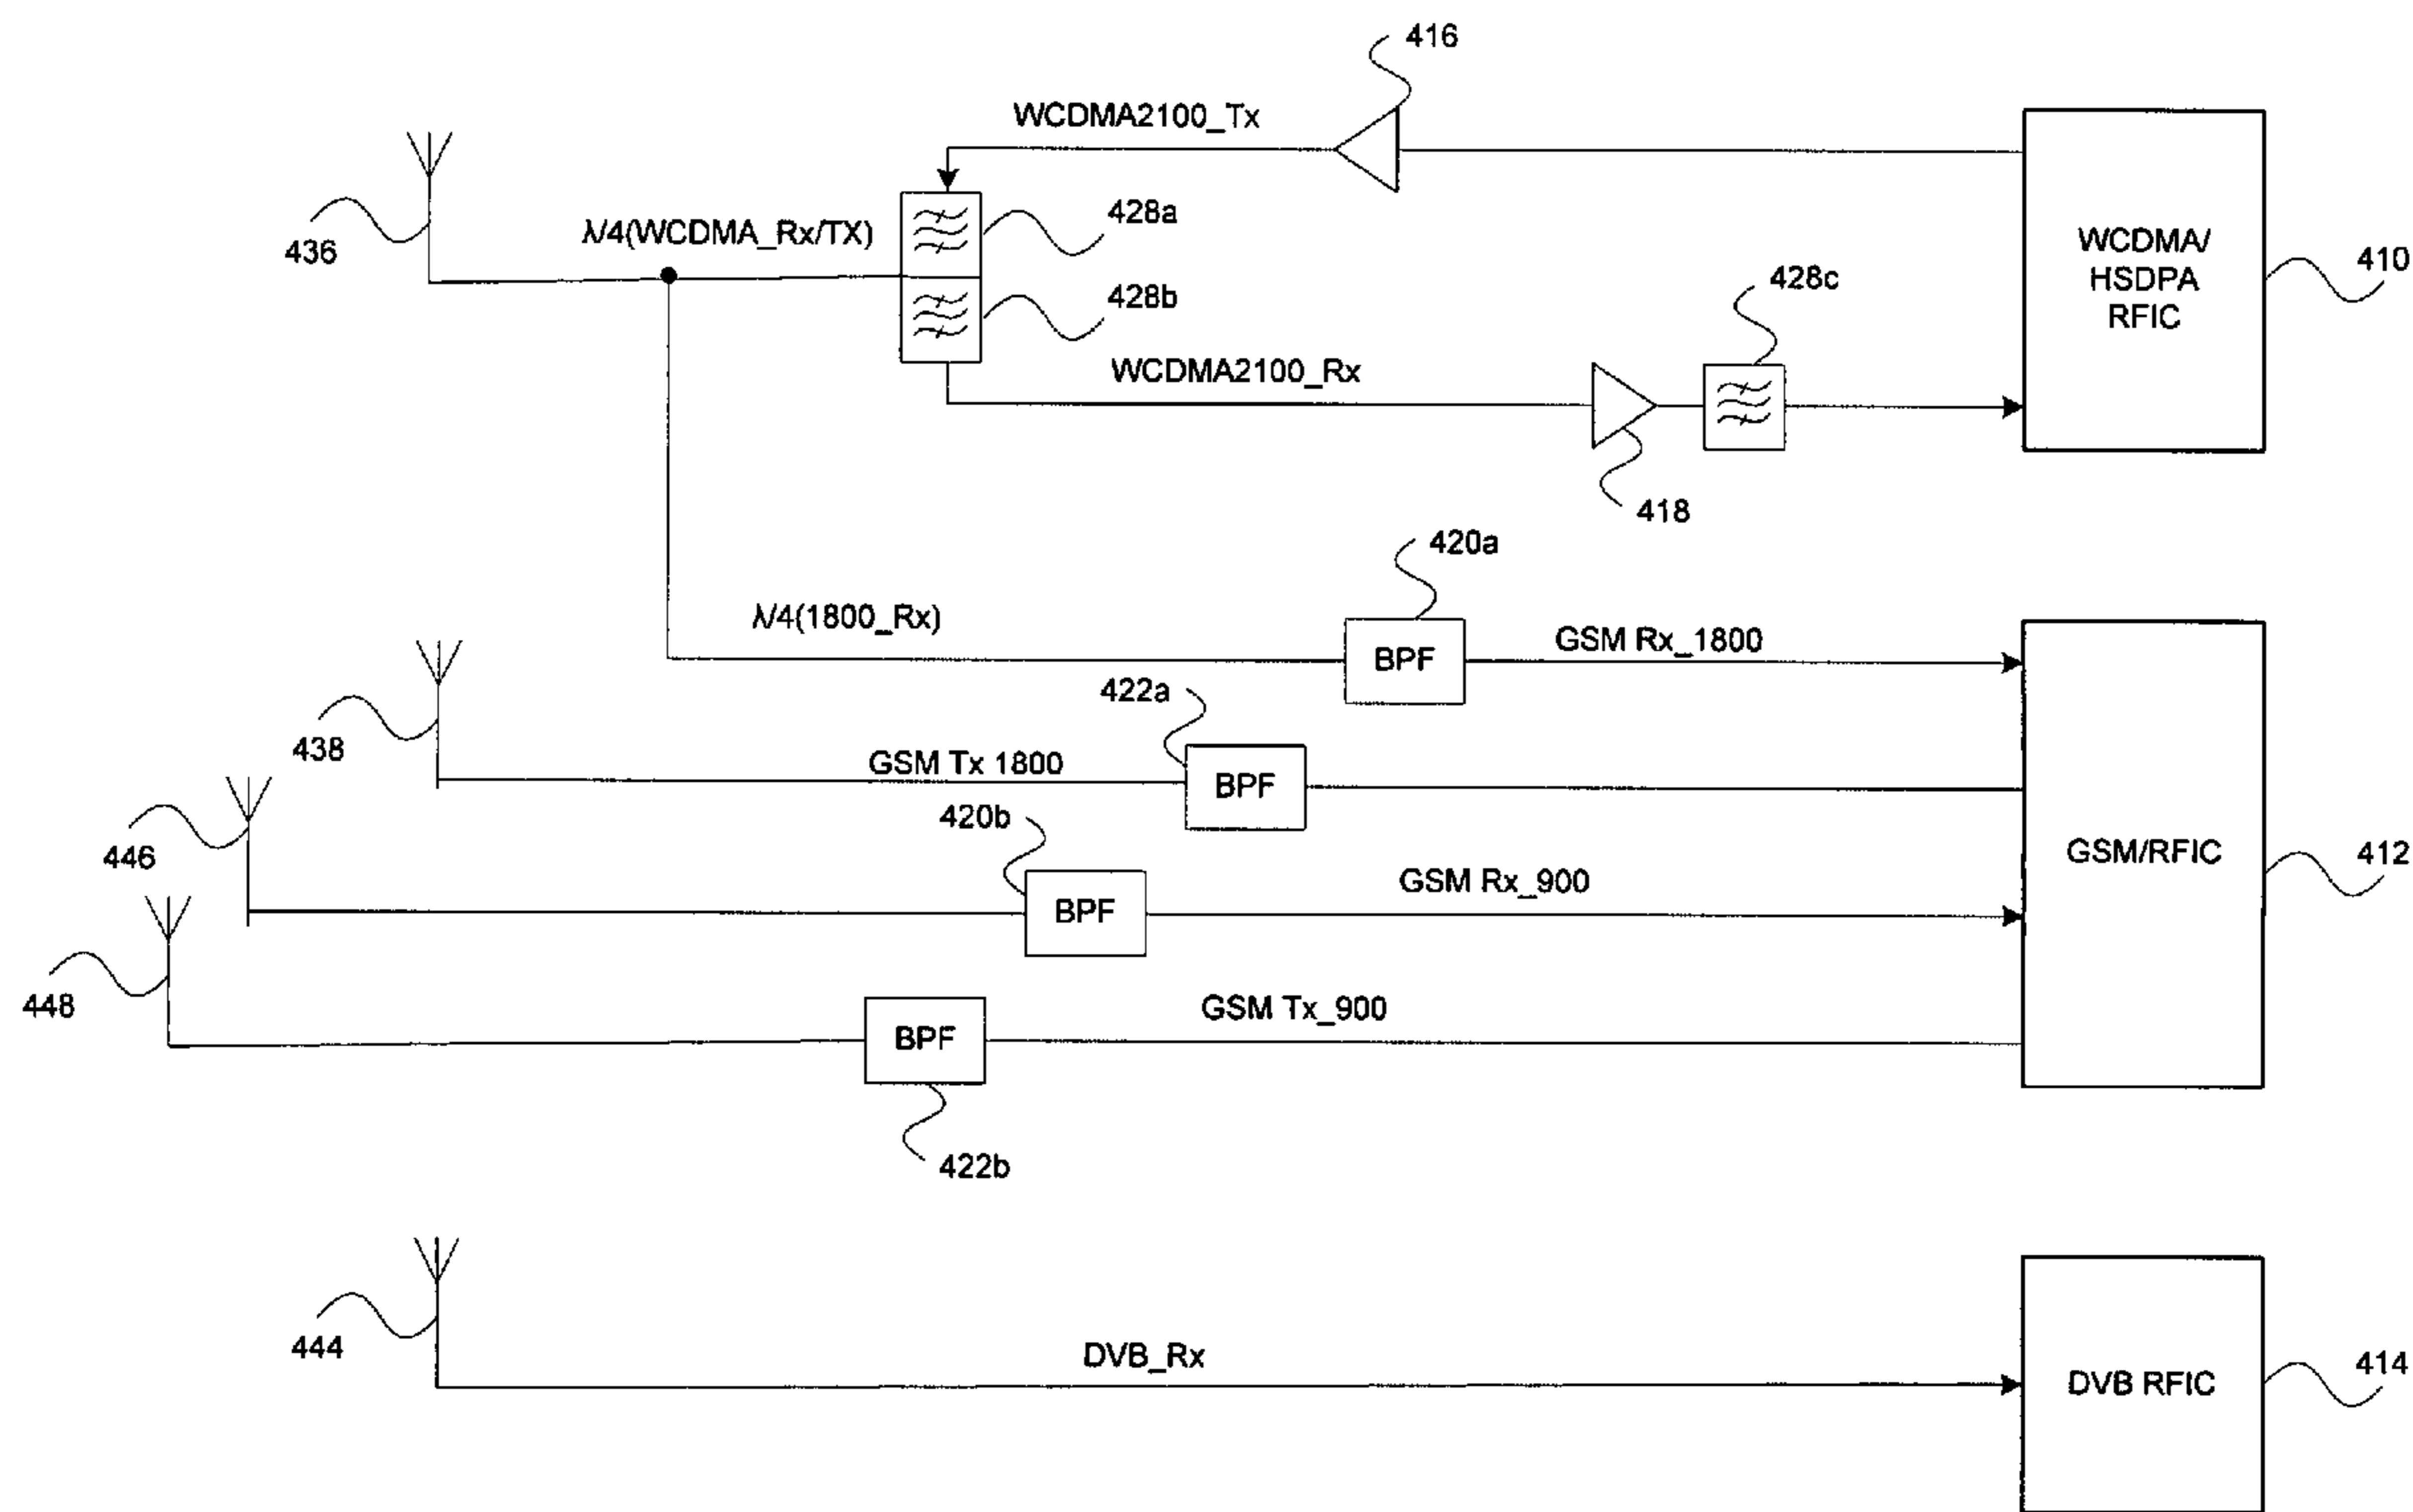 416
WCDMA2100_Tx
436
λ/4(WCDMA_Rx/TX)
428a
428b
WCDMA/
HSDPA
RFIC
410
428c
WCDMA2100_Rx
418
420a
λ/4(1800_Rx)
BPF
GSM Rx_1800
422a
438
GSM Tx 1800
BPF
420b
446
BPF
GSM Rx_900
GSM/RFIC
412
448
BPF
GSM Tx_900
422b
444
DVB_Rx
DVB RFIC
414